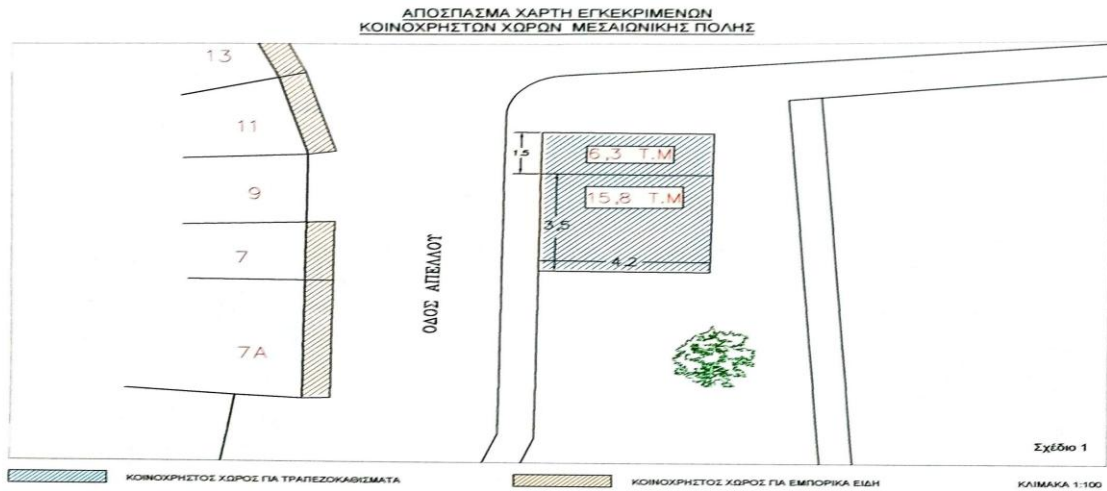 ΑΠΟΣΠΑΣΜΑ ΧΑΡΤΗ ΕΓΚΕΚΡΙΜΕΝΩΝ
ΚΟΙΝΟΧΡΗΣΤΩΝ ΧΩΡΩΝ ΜΕΣΑΙΩΝΙΚΗΣ ΠΟΛΗΣ
13
11
9
7
7Α
ΟΔΟΣ ΑΠΕΛΛΟΥ
1.5
6,3 Τ.Μ
15,8 Τ.Μ
3,5
4.2
Σχέδιο 1
ΚΟΙΝΟΧΡΗΣΤΟΣ ΧΩΡΟΣ ΓΙΑ ΤΡΑΠΕΖΟΚΑΘΙΣΜΑΤΑ
ΚΟΙΝΟΧΡΗΣΤΟΣ ΧΩΡΟΣ ΓΙΑ ΕΜΠΟΡΙΚΑ ΕΙΔΗ
ΚΛΙΜΑΚΑ 1:100